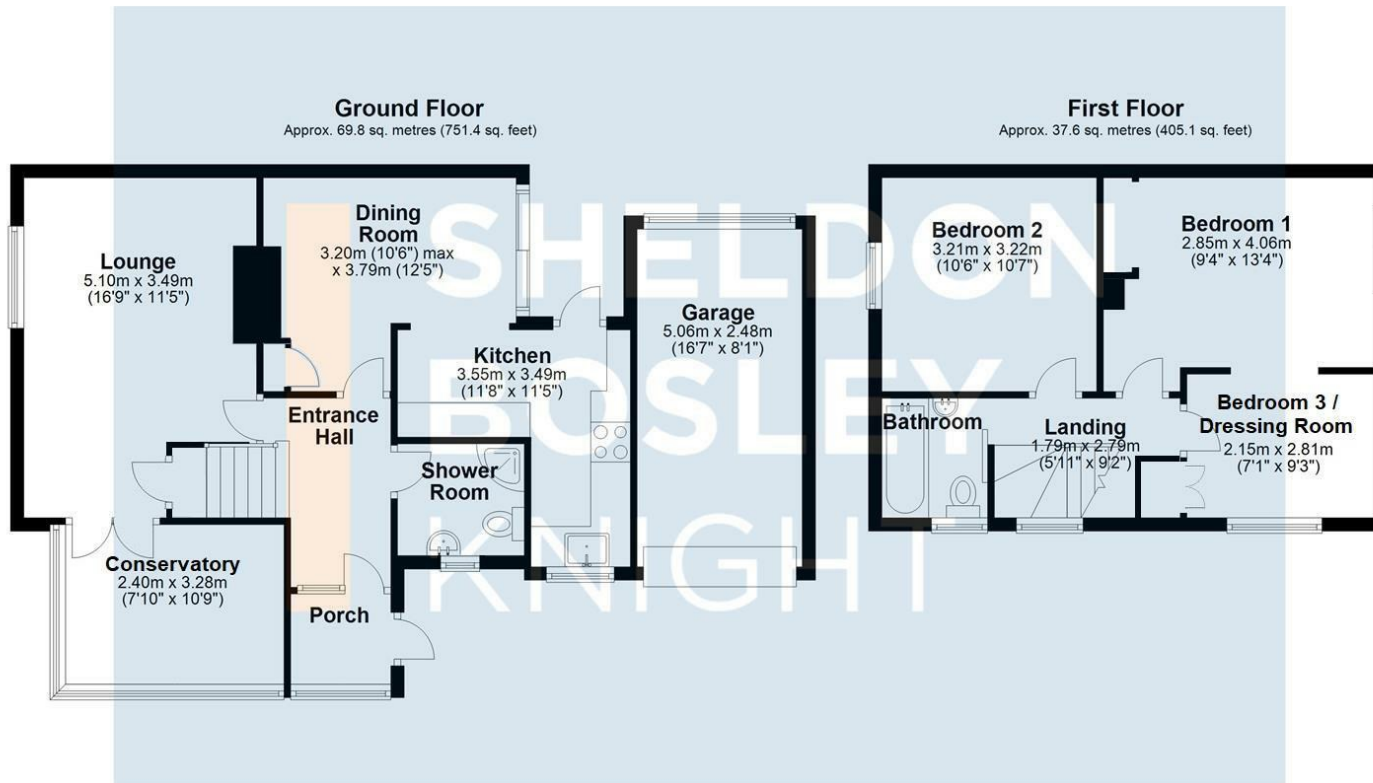 Ground Floor
Approx. 69.8 sq. metres (751.4 sq. feet)
First Floor
Approx. 37.6 sq. metres (405.1 sq. feet)
Lounge
5.10m x 3.49m
(16'9" x 11'5")
Dining
Room
3.20m (10'6") max
x 3.79m (12'5")
Kitchen
3.55m x 3.49m
(11'8" x 11'5")
Garage
5.06m x 2.48m
(16'7" x 8'1")
Entrance
Hall
Shower
Room
Conservatory
2.40m x 3.28m
(7'10" x 10'9")
Porch
Bedroom 2
3.21m x 3.22m
(10'6" x 10'7")
Bedroom 1
2.85m x 4.06m
(9'4" x 13'4")
Bathroom
Landing
1.79m x 2.79m
(5'11" x 9'2")
Bedroom 3 /
Dressing Room
2.15m x 2.81m
(7'1" x 9'3")
SHELDON
BOSLEY
KNIGHT